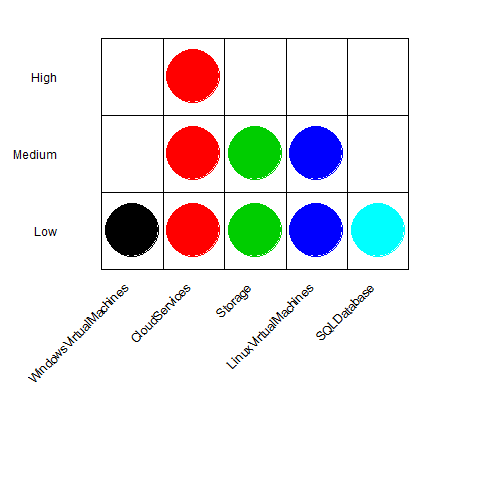 High
Medium
Low
WindowsVirtualMachines
CloudServices
Storage
LinuxVirtualMachines
SQLDatabase